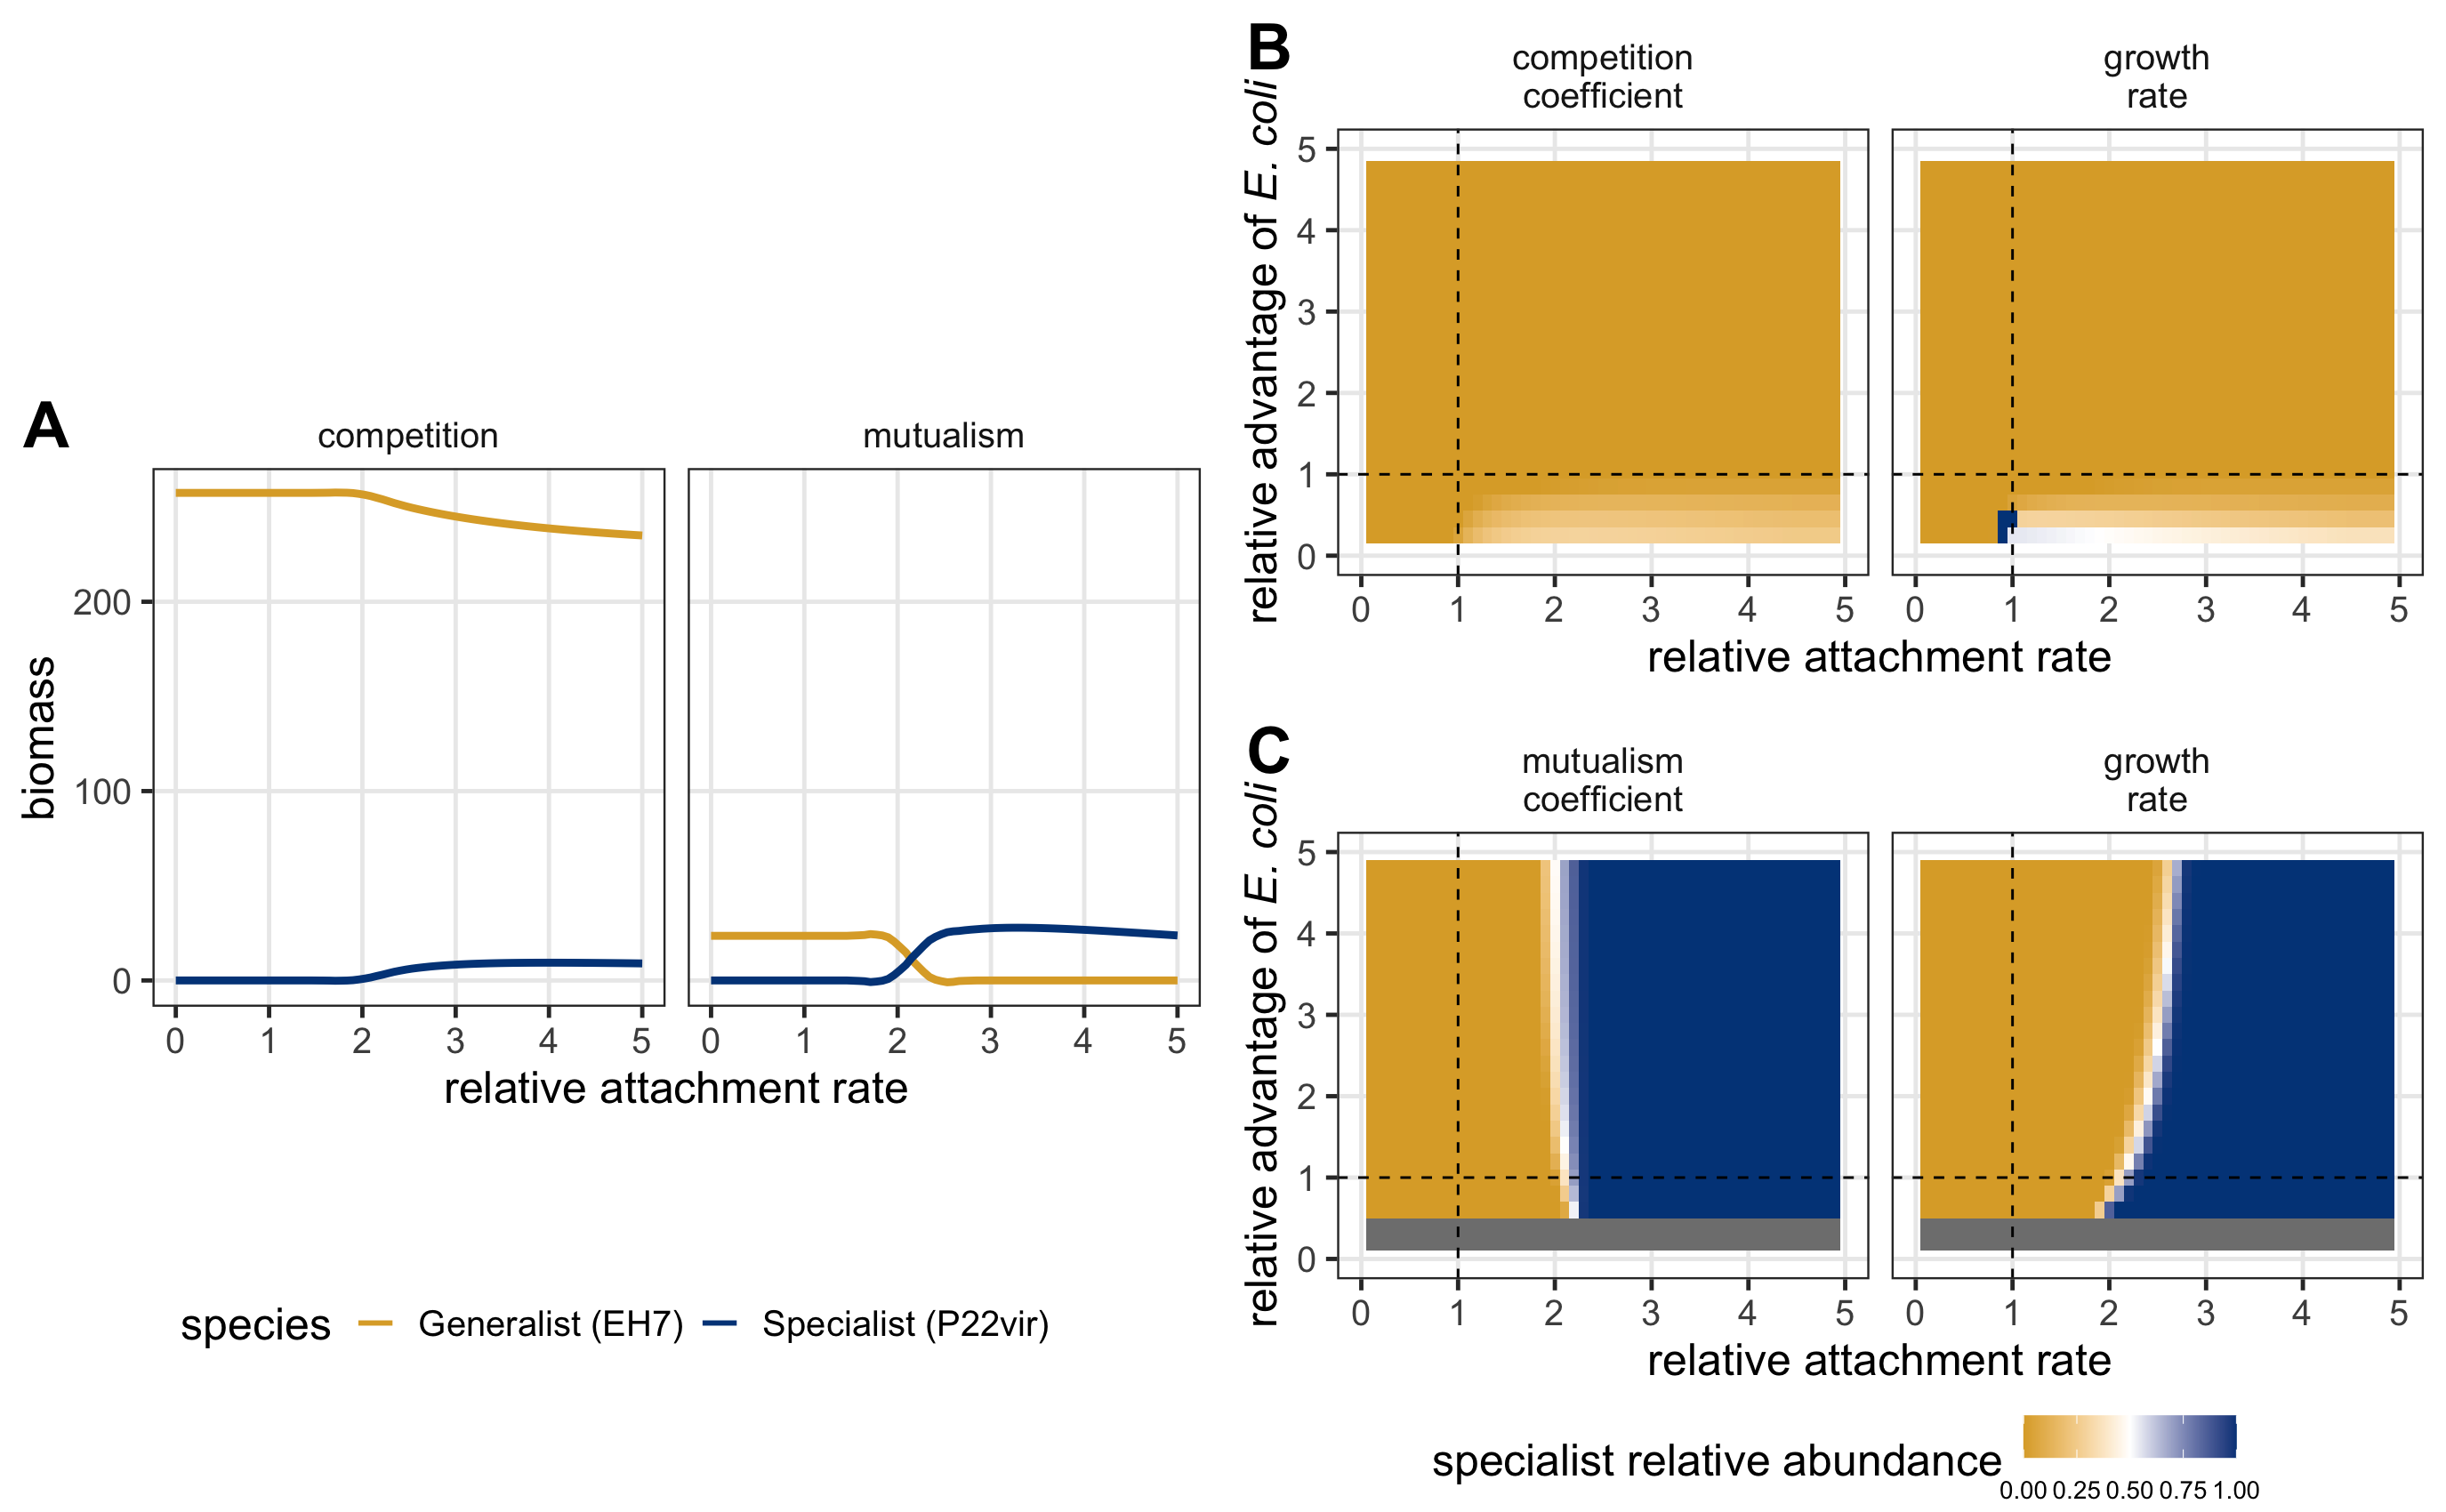 A
competition
mutualism
biomass
200
100
0
0 1 2 3 4 5
0 1 2 3 4 5
relative attachment rate
species
Generalist (EH7)
Specialist (P22vir)
B
competition
coefficient
growth
rate
relative advantage of E. coli
5
4
3
2
1
0
0 1 2 3 4 5
0 1 2 3 4 5
relative attachment rate
C
mutualism
coefficient
growth
rate
relative advantage of E. coli
5
4
3
2
1
0
0 1 2 3 4 5
0 1 2 3 4 5
relative attachment rate
specialist relative abundance
0.00 0.25 0.50 0.75 1.00